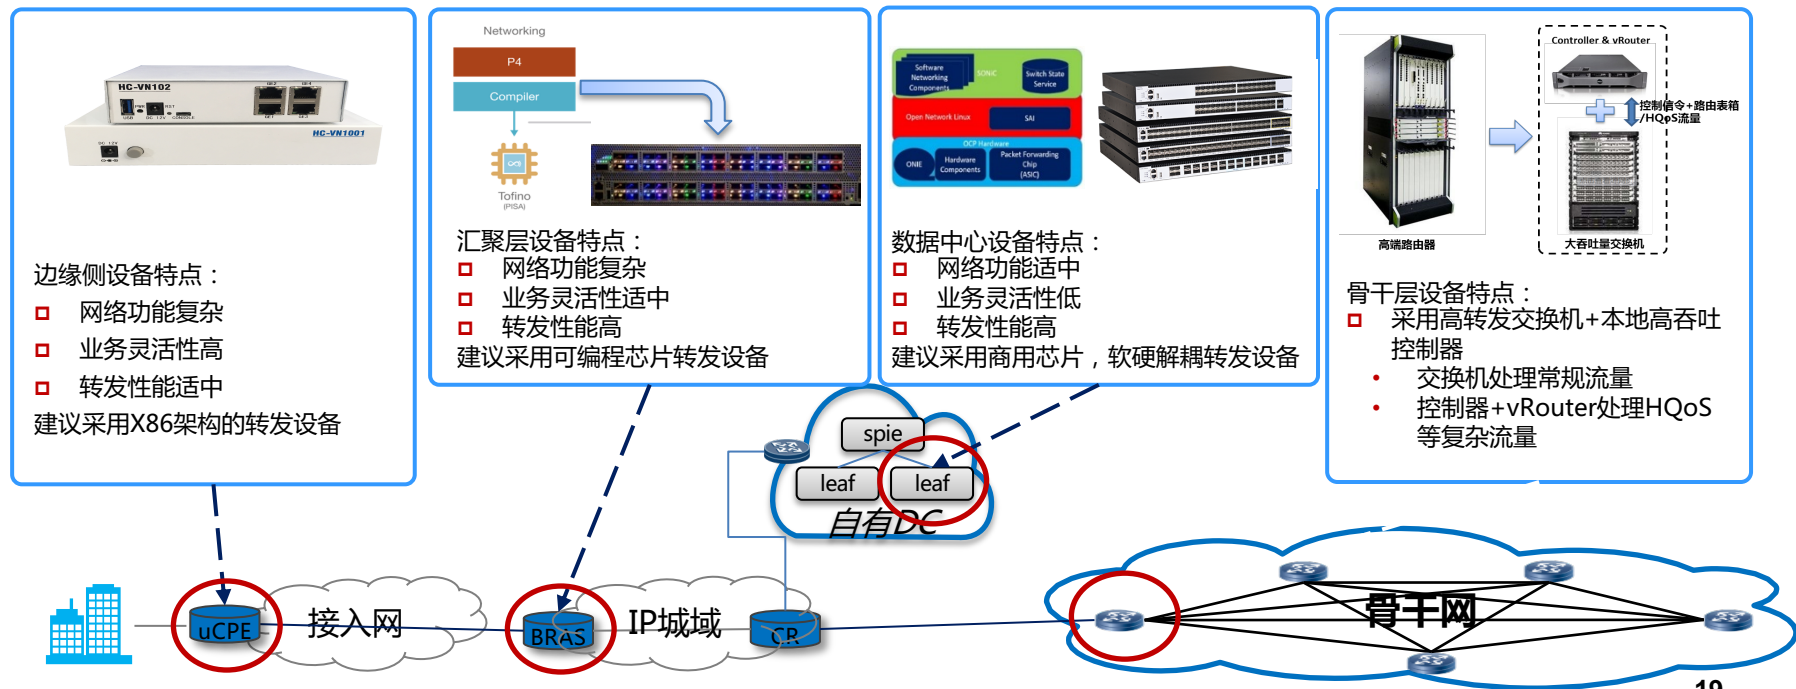 HC-VN102
GE2
GE4
USB
PWR
RST
DC 12V
CONSOLE
GE1
GE3
HC-VN1001
DC 12V
边缘侧设备特点：
网络功能复杂
业务灵活性高
转发性能适中
建议采用X86架构的转发设备
Networking
P4
Compiler
Tofino
(PISA)
汇聚层设备特点：
网络功能复杂
业务灵活性适中
转发性能高
建议采用可编程芯片转发设备
Software
Networking
Components
SONiC
Switch State
Service
Open Network Linux
SAI
OCP Hardware
ONIE
Hardware
Components
Packet Forwarding
Chip
(ASIC)
数据中心设备特点：
网络功能适中
业务灵活性低
转发性能高
建议采用商用芯片，软硬解耦转发设备
Controller & vRouter
控制信令+路由表箱
/HQoS流量
高端路由器
大吞吐量交换机
骨干层设备特点：
采用高转发交换机+本地高吞吐
控制器
交换机处理常规流量
控制器+vRouter处理HQoS
等复杂流量
spie
leaf
leaf
自有DC
uCPE
接入网
BRAS
IP城域
CR
骨干网
19